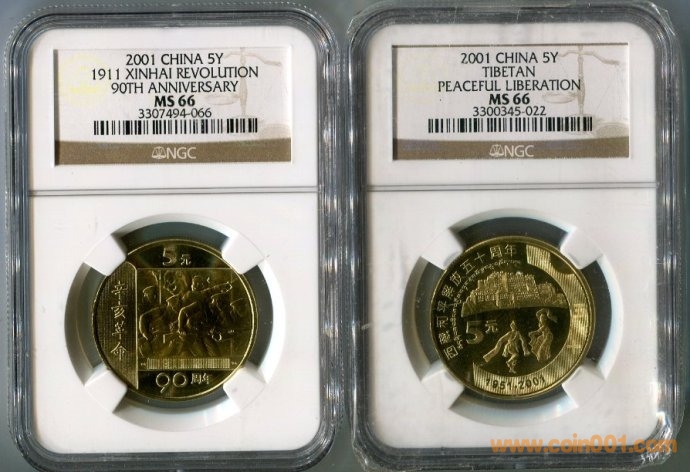 2001 CHINA 5Y
1911 XINHAI REVOLUTION
90TH ANNIVERSARY
MS 66
3307494-066
NGC
5元
辛亥革命
90周年
2001 CHINA 5Y
TIBETAN
PEACEFUL LIBERATION
MS 66
3300345-022
NGC
西藏和平解放五十周年
5元
1951-2001
www.coin001.com